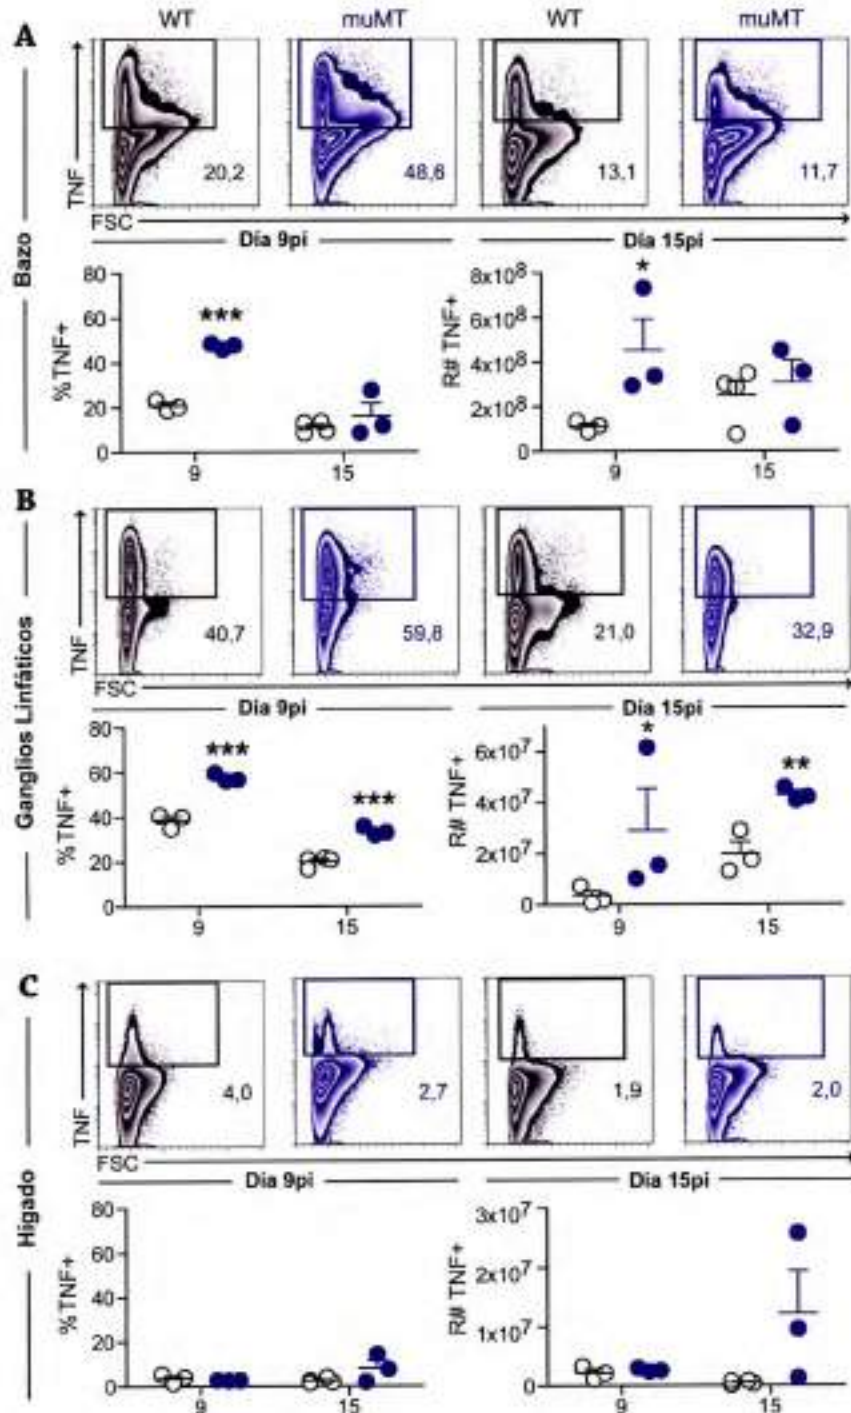 A
WT muMT WT muMT
Bazo
TNF
20,2 48,6 13,1 11,7
FSC
Día 9pi Día 15pi
% TNF+
80
60
40
20
0
***
9 15
R# TNF+
8x10⁸
6x10⁸
4x10⁸
2x10⁸
0
*
9 15
B
Ganglios Linfáticos
TNF
40,7 59,8 21,0 32,9
FSC
Día 9pi Día 15pi
% TNF+
80
60
40
20
0
*** ***
9 15
R# TNF+
6x10⁷
4x10⁷
2x10⁷
0
* **
9 15
C
Hígado
TNF
4,0 2,7 1,9 2,0
FSC
Día 9pi Día 15pi
% TNF+
80
60
40
20
0
9 15
R# TNF+
3x10⁷
2x10⁷
1x10⁷
0
9 15